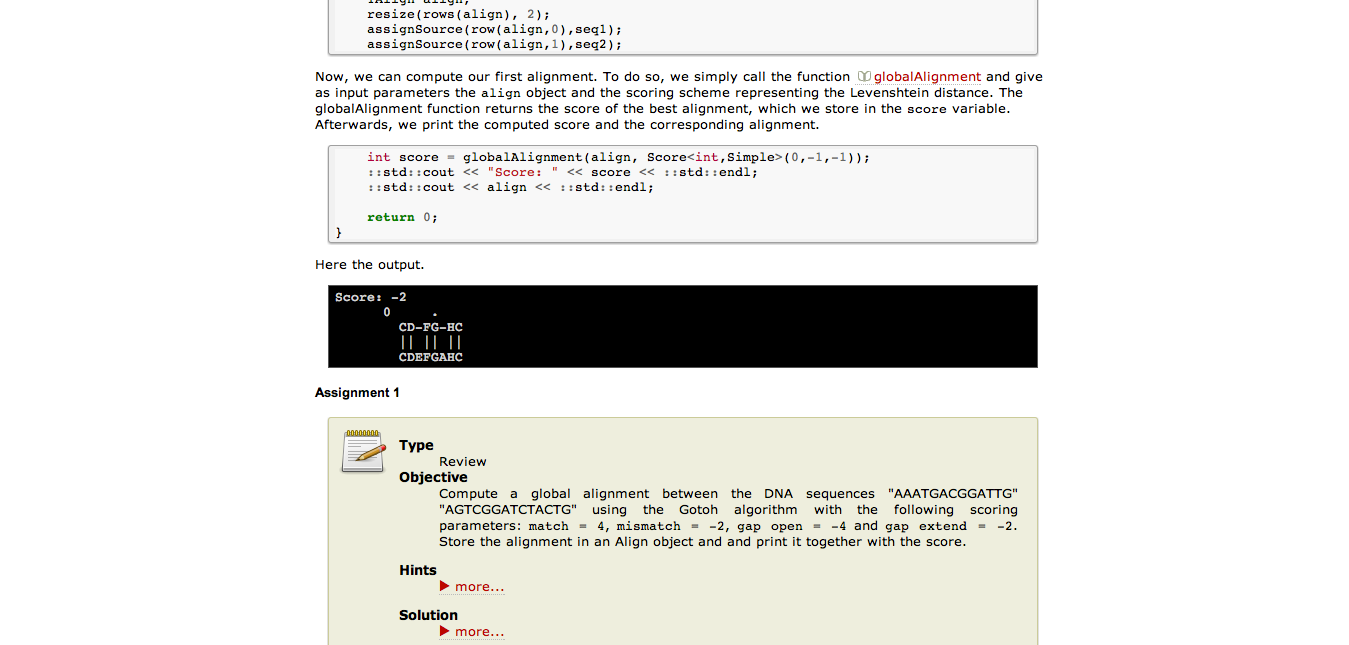 resize(rows(align), 2);
assignSource(row(align,0),seq1);
assignSource(row(align,1),seq2);
Now, we can compute our first alignment. To do so, we simply call the function globalAlignment and give
as input parameters the align object and the scoring scheme representing the Levenshtein distance. The
globalAlignment function returns the score of the best alignment, which we store in the score variable.
Afterwards, we print the computed score and the corresponding alignment.
int score = globalAlignment(align, Score<int,Simple>(0,-1,-1));
::std::cout << "Score: " << score << ::std::endl;
::std::cout << align << ::std::endl;
return 0;
}
Here the output.
Score: -2
0 .
CD-FG-HC
|| || ||
CDEFGAHC
Assignment 1
Type
Review
Objective
Compute a global alignment between the DNA sequences "AAATGACGGATTG"
"AGTCGGATCTACTG" using the Gotoh algorithm with the following scoring
parameters: match = 4, mismatch = -2, gap open = -4 and gap extend = -2.
Store the alignment in an Align object and and print it together with the score.
Hints
more...
Solution
more...